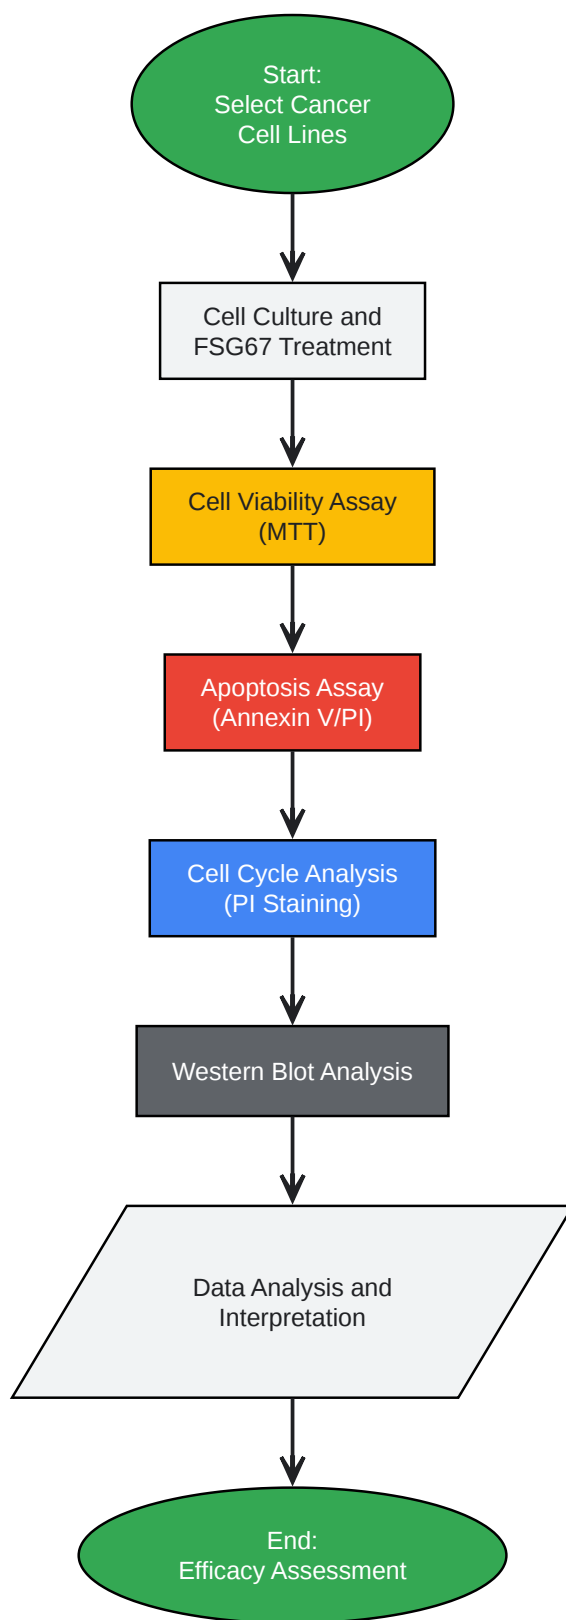 Start:
Select Cancer
Cell Lines
Cell Culture and
FSG67 Treatment
Cell Viability Assay
(MTT)
Apoptosis Assay
(Annexin V/PI)
Cell Cycle Analysis
(PI Staining)
Western Blot Analysis
Data Analysis and
Interpretation
End:
Efficacy Assessment